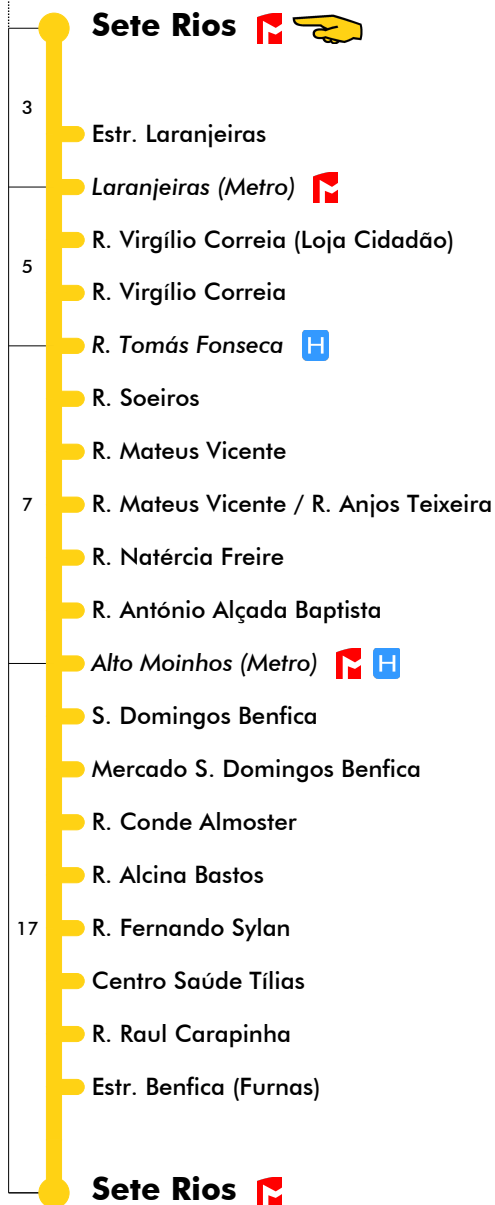 Sete Rios
3
Estr. Laranjeiras
Laranjeiras (Metro)
R. Virgílio Correia (Loja Cidadão)
5
R. Virgílio Correia
R. Tomás Fonseca H
R. Soeiros
R. Mateus Vicente
7 R. Mateus Vicente / R. Anjos Teixeira
R. Natércia Freire
R. António Alçada Baptista
Alto Moinhos (Metro) H
S. Domingos Benfica
Mercado S. Domingos Benfica
R. Conde Almoster
R. Alcina Bastos
17 R. Fernando Sylan
Centro Saúde Tílias
R. Raul Carapinha
Estr. Benfica (Furnas)
Sete Rios